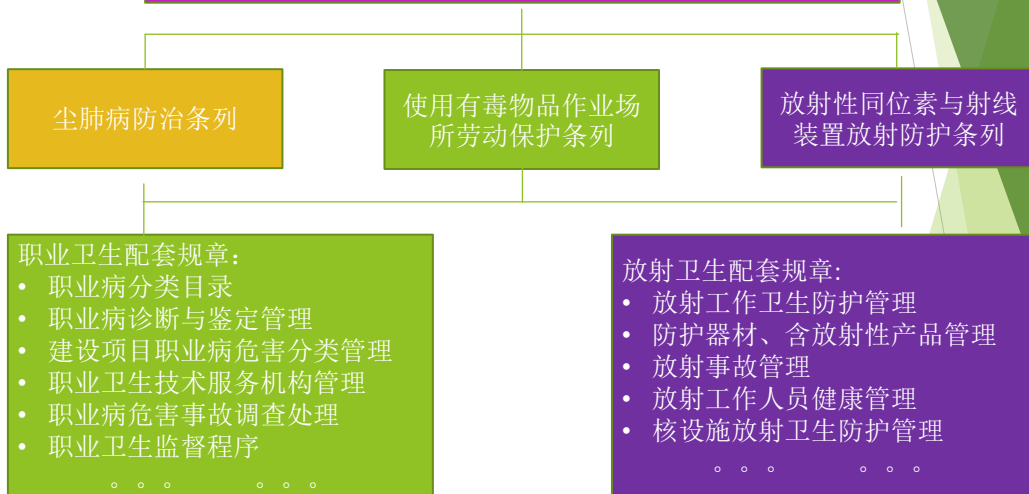 尘肺病防治条列
使用有毒物品作业场
所劳动保护条列
放射性同位素与射线
装置放射防护条列
职业卫生配套规章：
• 职业病分类目录
• 职业病诊断与鉴定管理
• 建设项目职业病危害分类管理
• 职业卫生技术服务机构管理
• 职业病危害事故调查处理
• 职业卫生监督程序
。。。 。。。
放射卫生配套规章:
• 放射工作卫生防护管理
• 防护器材、含放射性产品管理
• 放射事故管理
• 放射工作人员健康管理
• 核设施放射卫生防护管理
。。。 。。。